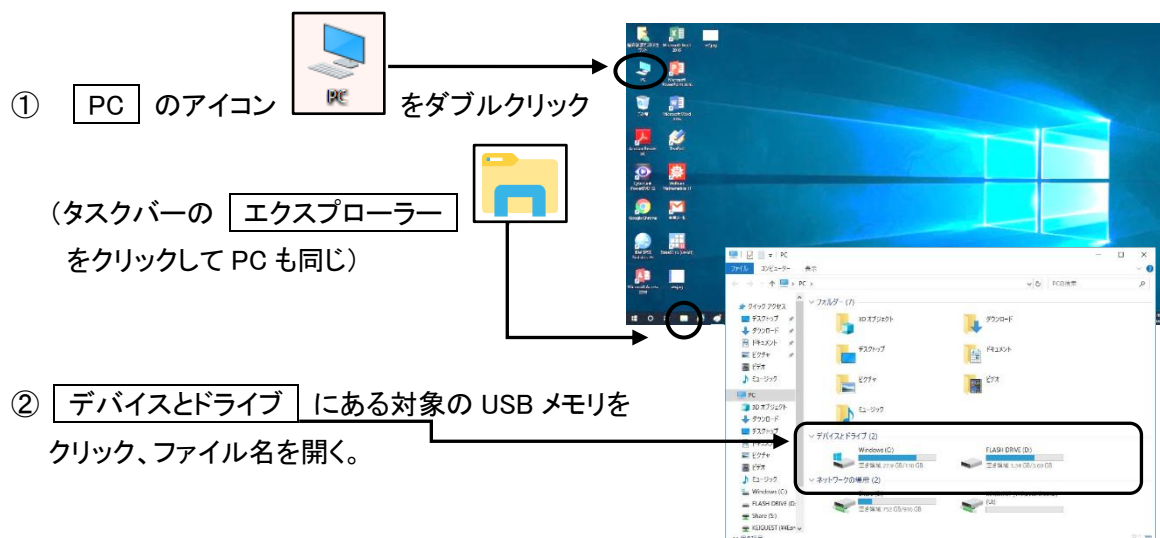 ① PC のアイコン PC をダブルクリック
（タスクバーの エクスプローラー
をクリックして PC も同じ）
② デバイスとドライブ にある対象の USB メモリを
クリック、ファイル名を開く。
PC
Google Chrome
PC
ファイル コンピューター 表示
PC
PCの検索
クイック アクセス
デスクトップ
ダウンロード
ドキュメント
ピクチャ
ビデオ
ミュージック
PC
3D オブジェクト
ダウンロード
デスクトップ
ピクチャ
ビデオ
ミュージック
Windows (C:)
FLASH DRIVE (D:
Share (S:)
フォルダー (7)
3D オブジェクト
ダウンロード
デスクトップ
ドキュメント
ピクチャ
ビデオ
ミュージック
デバイスとドライブ (2)
Windows (C:)
FLASH DRIVE (D:)
ネットワークの場所 (2)